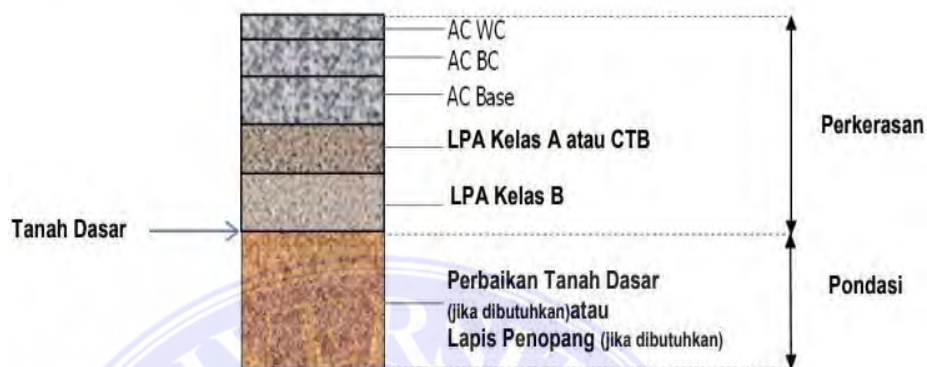 AC WC
AC BC
AC Base
LPA Kelas A atau CTB
LPA Kelas B
Perkerasan
Tanah Dasar
Perbaikan Tanah Dasar
(jika dibutuhkan)atau
Lapis Penopang (jika dibutuhkan)
Pondasi